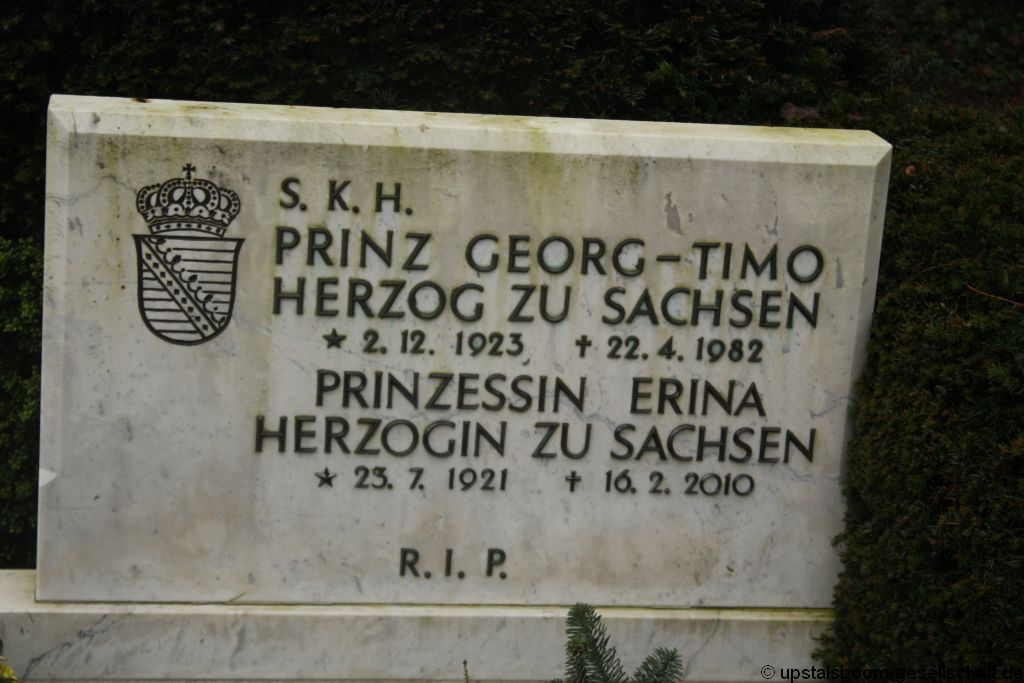 S. K. H.
PRINZ GEORG-TIMO
HERZOG ZU SACHSEN
★ 2. 12. 1923 ✝ 22. 4. 1982
PRINZESSIN ERINA
HERZOGIN ZU SACHSEN
★ 23. 7. 1921 ✝ 16. 2. 2010
R. I. P.
© upstalsboom-gesellschaft.de